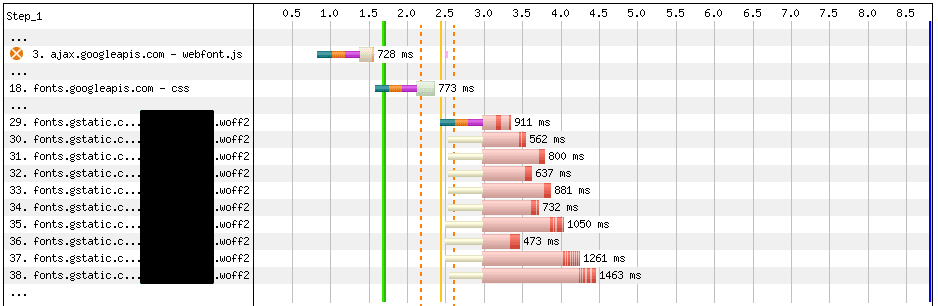 Step_1 0.5 1.0 1.5 2.0 2.5 3.0 3.5 4.0 4.5 5.0 5.5 6.0 6.5 7.0 7.5 8.0 8.5
...
3. ajax.googleapis.com - webfont.js 728 ms
...
18. fonts.googleapis.com - css 773 ms
...
29. fonts.gstatic.c... .woff2 911 ms
30. fonts.gstatic.c... .woff2 562 ms
31. fonts.gstatic.c... .woff2 800 ms
32. fonts.gstatic.c... .woff2 637 ms
33. fonts.gstatic.c... .woff2 881 ms
34. fonts.gstatic.c... .woff2 732 ms
35. fonts.gstatic.c... .woff2 1050 ms
36. fonts.gstatic.c... .woff2 473 ms
37. fonts.gstatic.c... .woff2 1261 ms
38. fonts.gstatic.c... .woff2 1463 ms
...